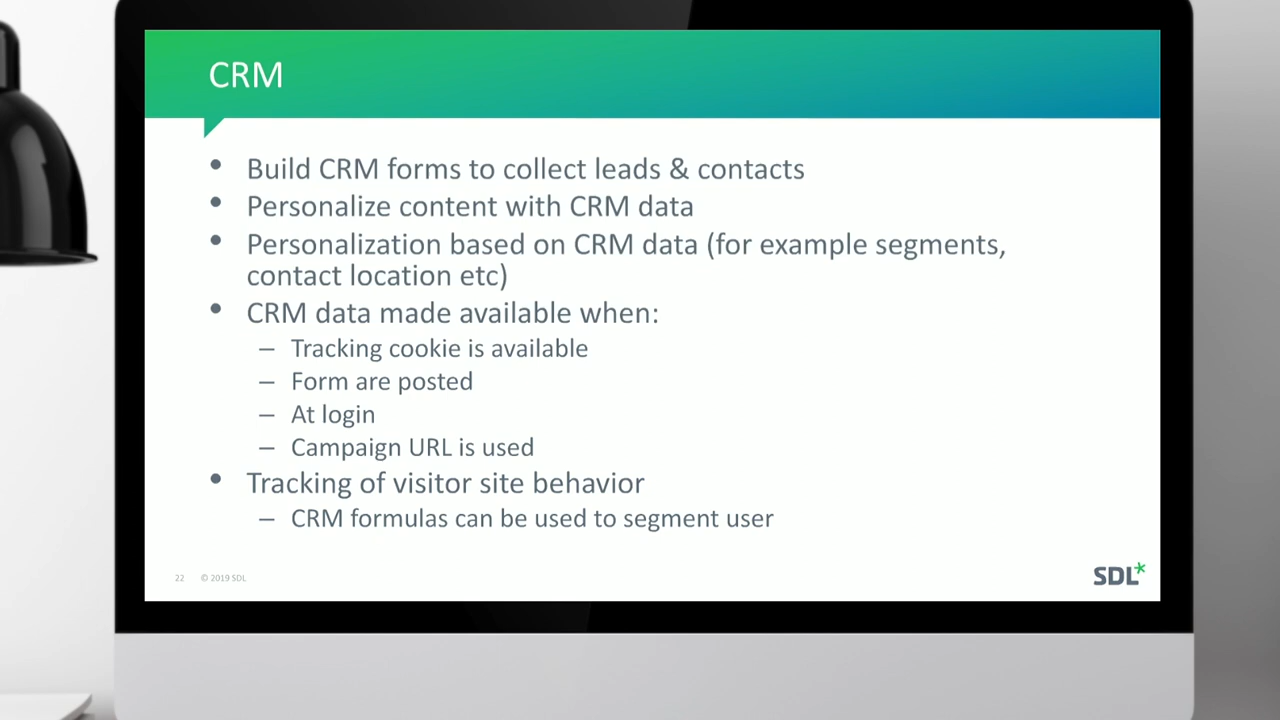 CRM
• Build CRM forms to collect leads & contacts
• Personalize content with CRM data
• Personalization based on CRM data (for example segments,
contact location etc)
• CRM data made available when:
– Tracking cookie is available
– Form are posted
– At login
– Campaign URL is used
• Tracking of visitor site behavior
– CRM formulas can be used to segment user
22 © 2019 SDL
SDL*